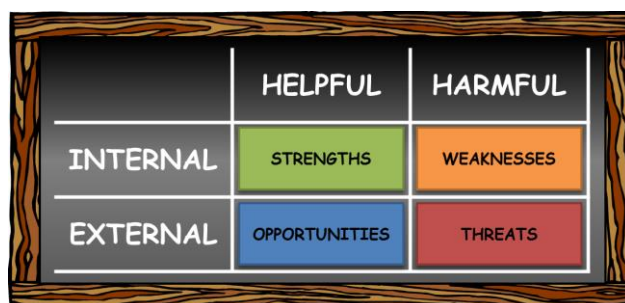 HELPFUL HARMFUL
INTERNAL STRENGTHS WEAKNESSES
EXTERNAL OPPORTUNITIES THREATS